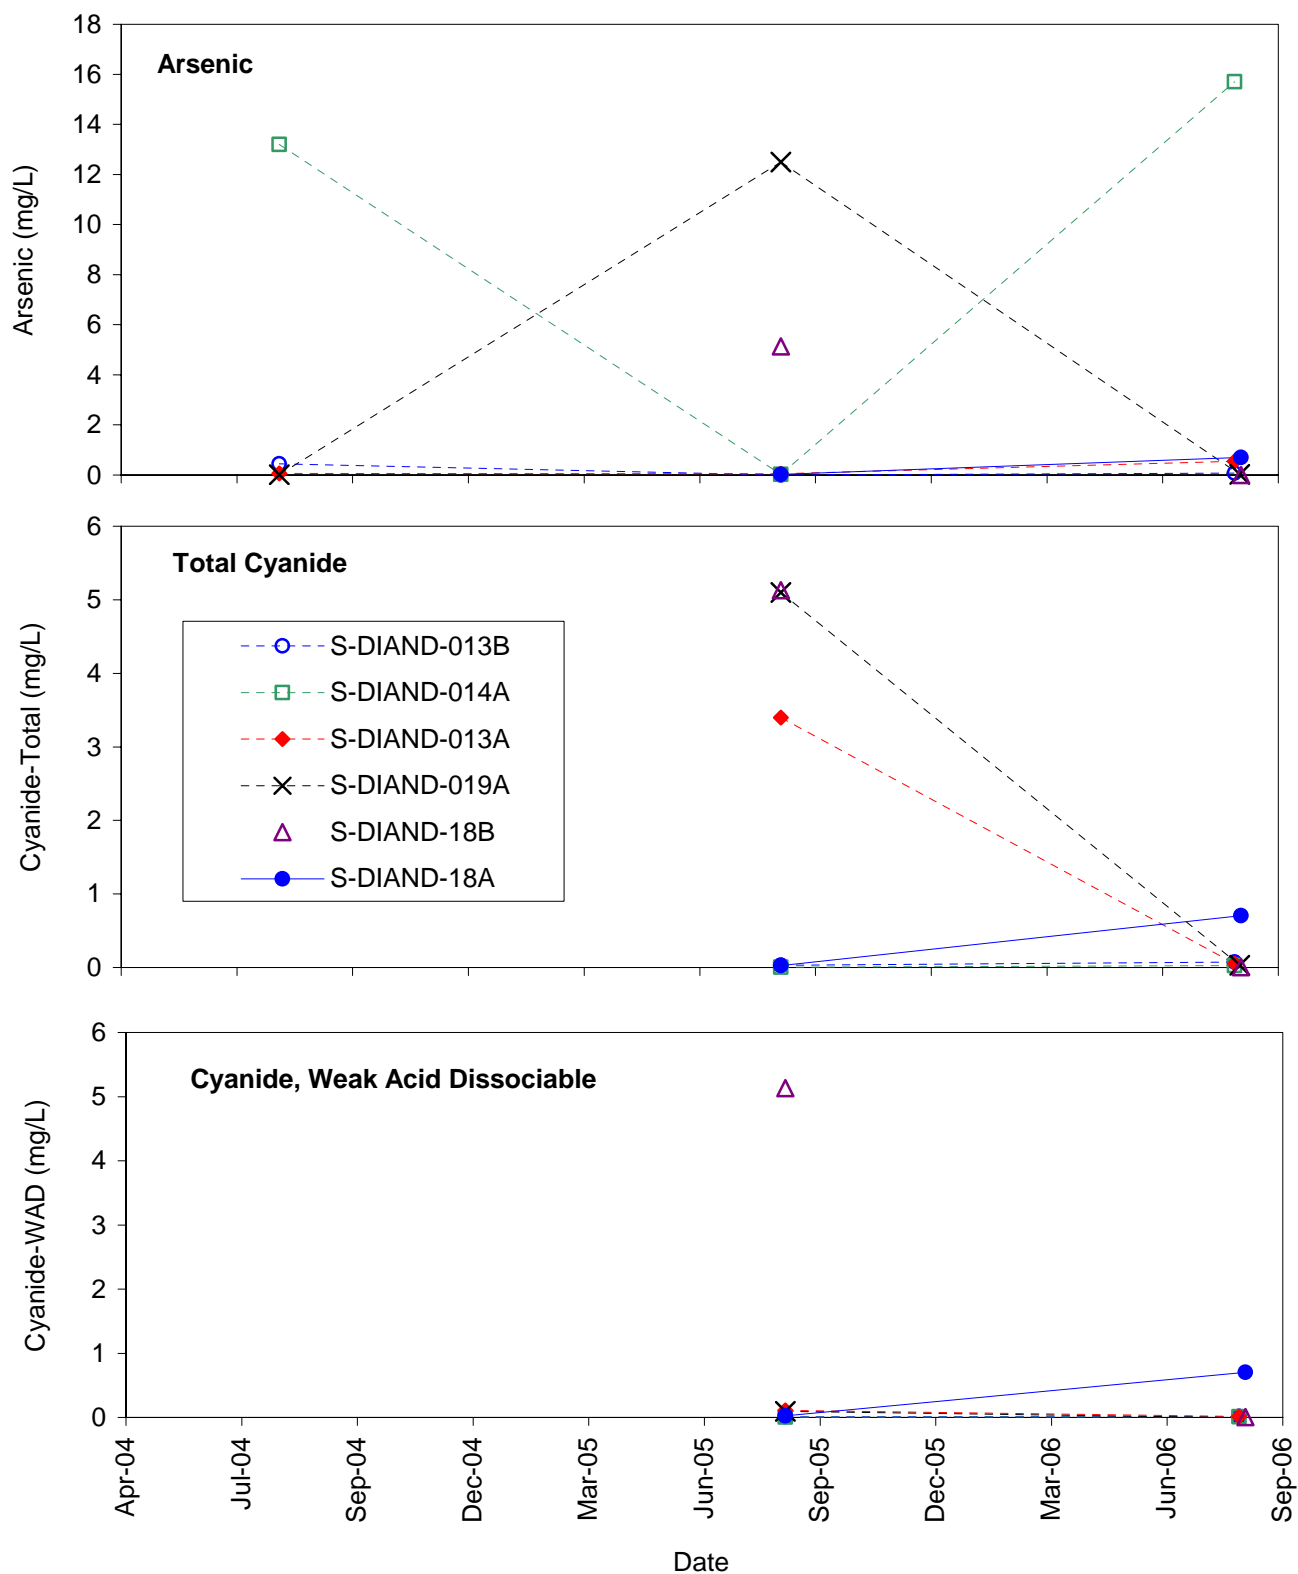 18
16
14
12
10
8
6
4
2
0
Arsenic
Arsenic (mg/L)
6
5
4
3
2
1
0
Total Cyanide
Cyanide-Total (mg/L)
S-DIAND-013B
S-DIAND-014A
S-DIAND-013A
S-DIAND-019A
S-DIAND-18B
S-DIAND-18A
6
5
4
3
2
1
0
Cyanide, Weak Acid Dissociable
Cyanide-WAD (mg/L)
Apr-04
Jul-04
Sep-04
Dec-04
Mar-05
Jun-05
Sep-05
Dec-05
Mar-06
Jun-06
Sep-06
Date